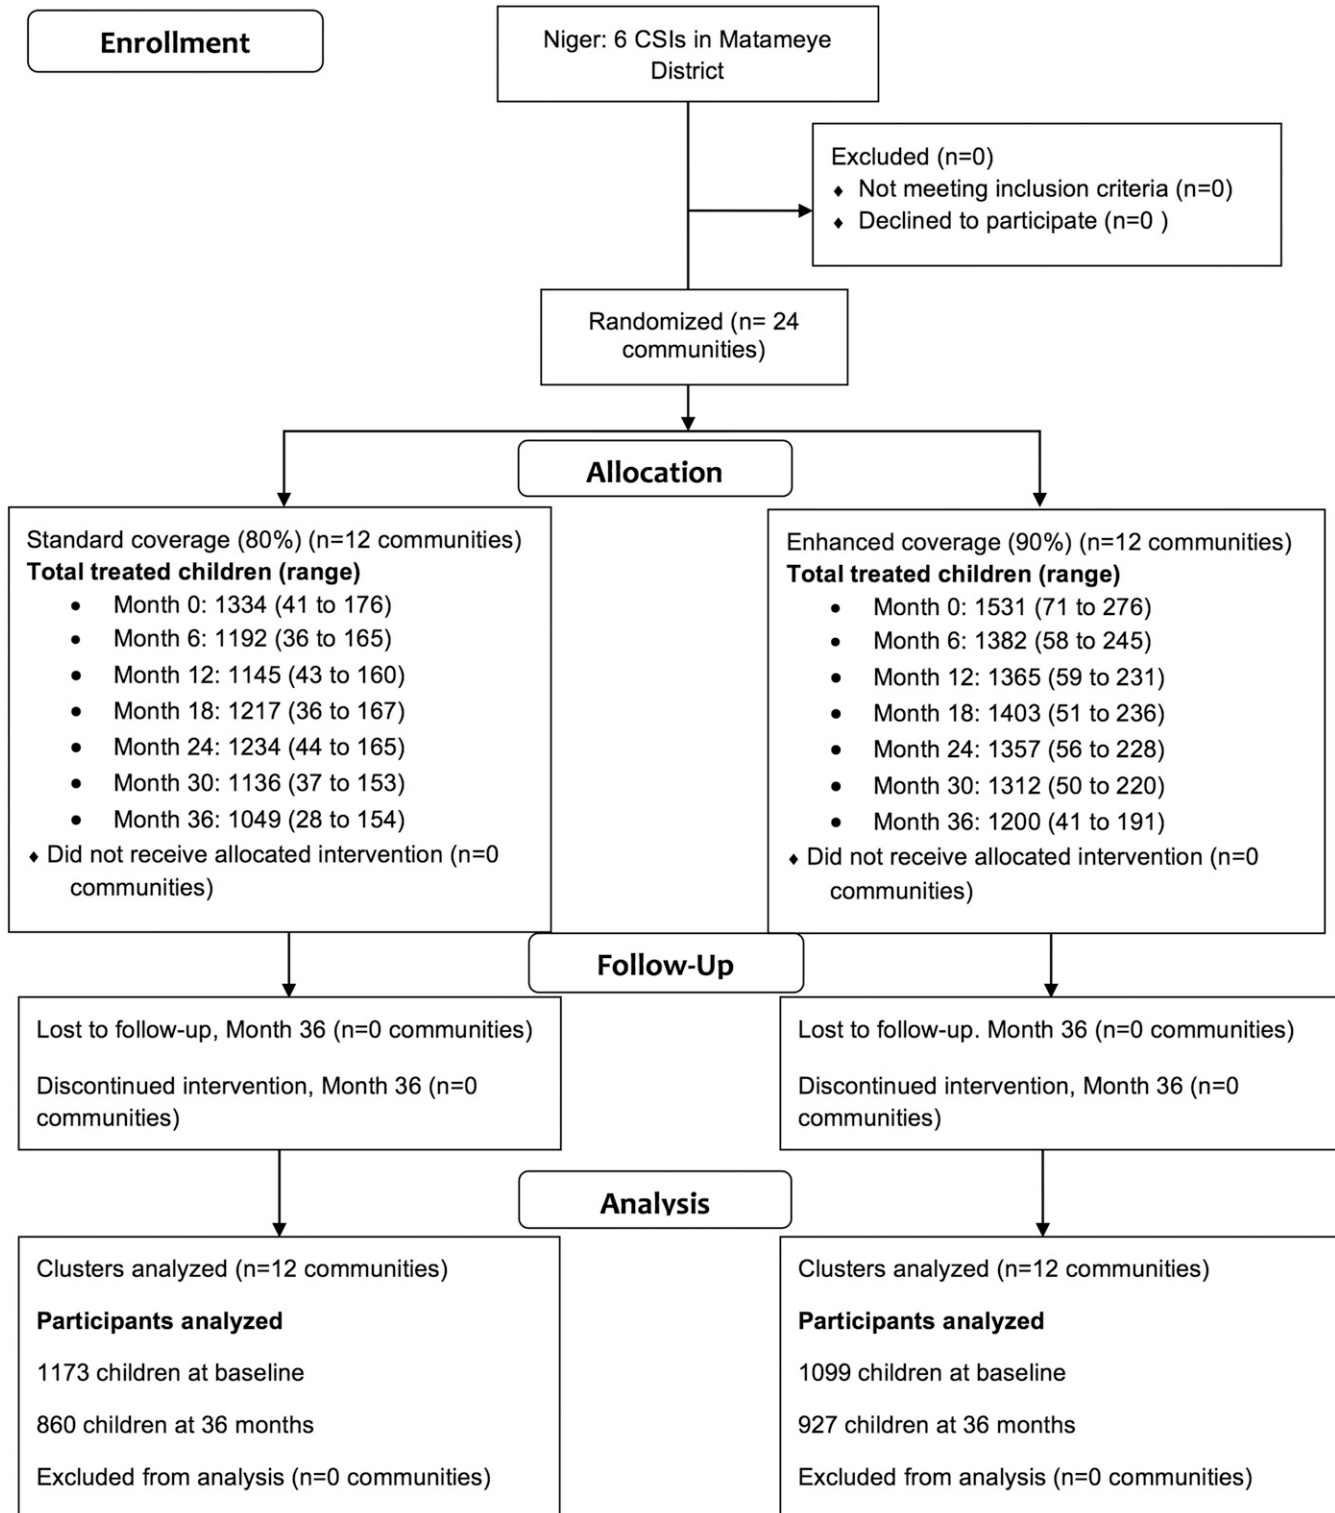 Enrollment
Niger: 6 CSIs in Matameye
District
Excluded (n=0)
♦ Not meeting inclusion criteria (n=0)
♦ Declined to participate (n=0 )
Randomized (n= 24
communities)
Allocation
Standard coverage (80%) (n=12 communities)
Total treated children (range)
• Month 0: 1334 (41 to 176)
• Month 6: 1192 (36 to 165)
• Month 12: 1145 (43 to 160)
• Month 18: 1217 (36 to 167)
• Month 24: 1234 (44 to 165)
• Month 30: 1136 (37 to 153)
• Month 36: 1049 (28 to 154)
♦ Did not receive allocated intervention (n=0
communities)
Enhanced coverage (90%) (n=12 communities)
Total treated children (range)
• Month 0: 1531 (71 to 276)
• Month 6: 1382 (58 to 245)
• Month 12: 1365 (59 to 231)
• Month 18: 1403 (51 to 236)
• Month 24: 1357 (56 to 228)
• Month 30: 1312 (50 to 220)
• Month 36: 1200 (41 to 191)
♦ Did not receive allocated intervention (n=0
communities)
Follow-Up
Lost to follow-up, Month 36 (n=0 communities)
Discontinued intervention, Month 36 (n=0
communities)
Lost to follow-up. Month 36 (n=0 communities)
Discontinued intervention, Month 36 (n=0
communities)
Analysis
Clusters analyzed (n=12 communities)
Participants analyzed
1173 children at baseline
860 children at 36 months
Excluded from analysis (n=0 communities)
Clusters analyzed (n=12 communities)
Participants analyzed
1099 children at baseline
927 children at 36 months
Excluded from analysis (n=0 communities)